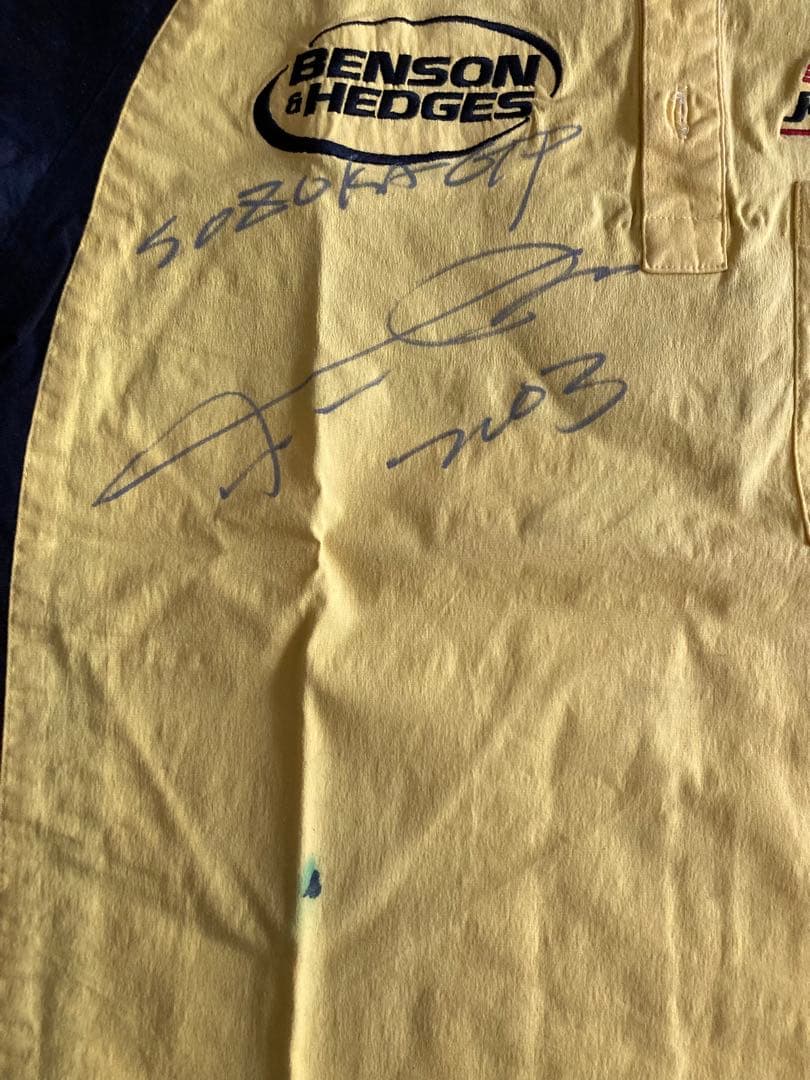 BENSON
& HEDGES
SUZUKA GP
2003